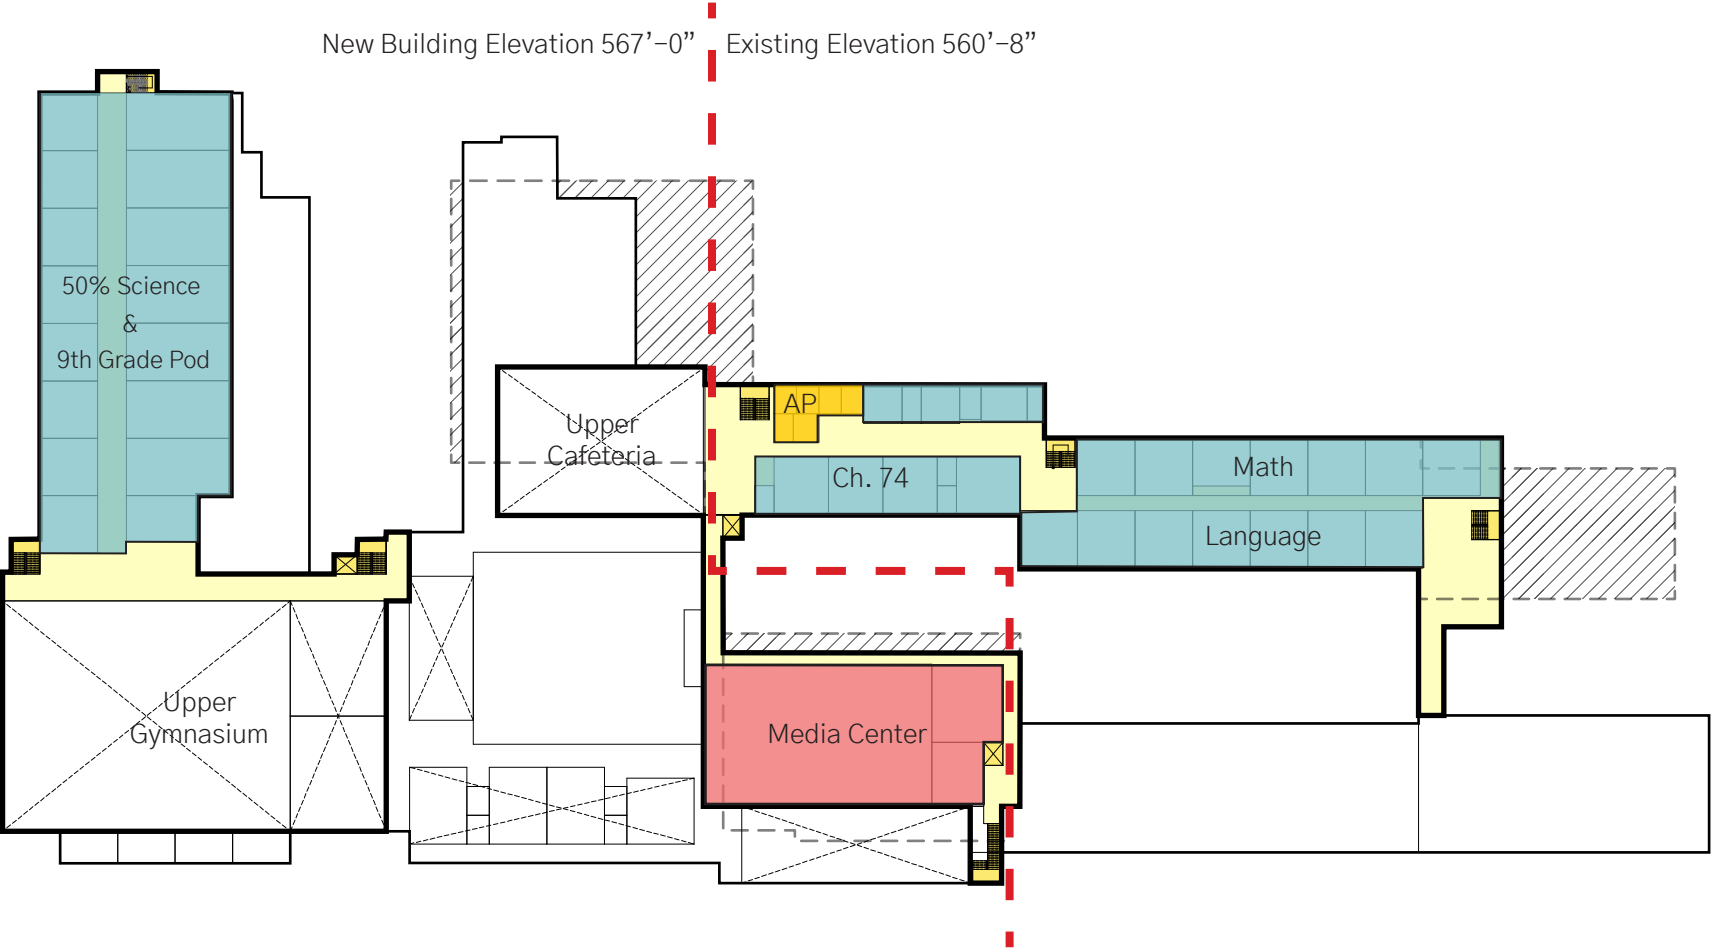 New Building Elevation 567’-0”
Existing Elevation 560’-8”
50% Science
&
9th Grade Pod
Upper
Cafeteria
AP
Ch. 74
Math
Language
Upper
Gymnasium
Media Center